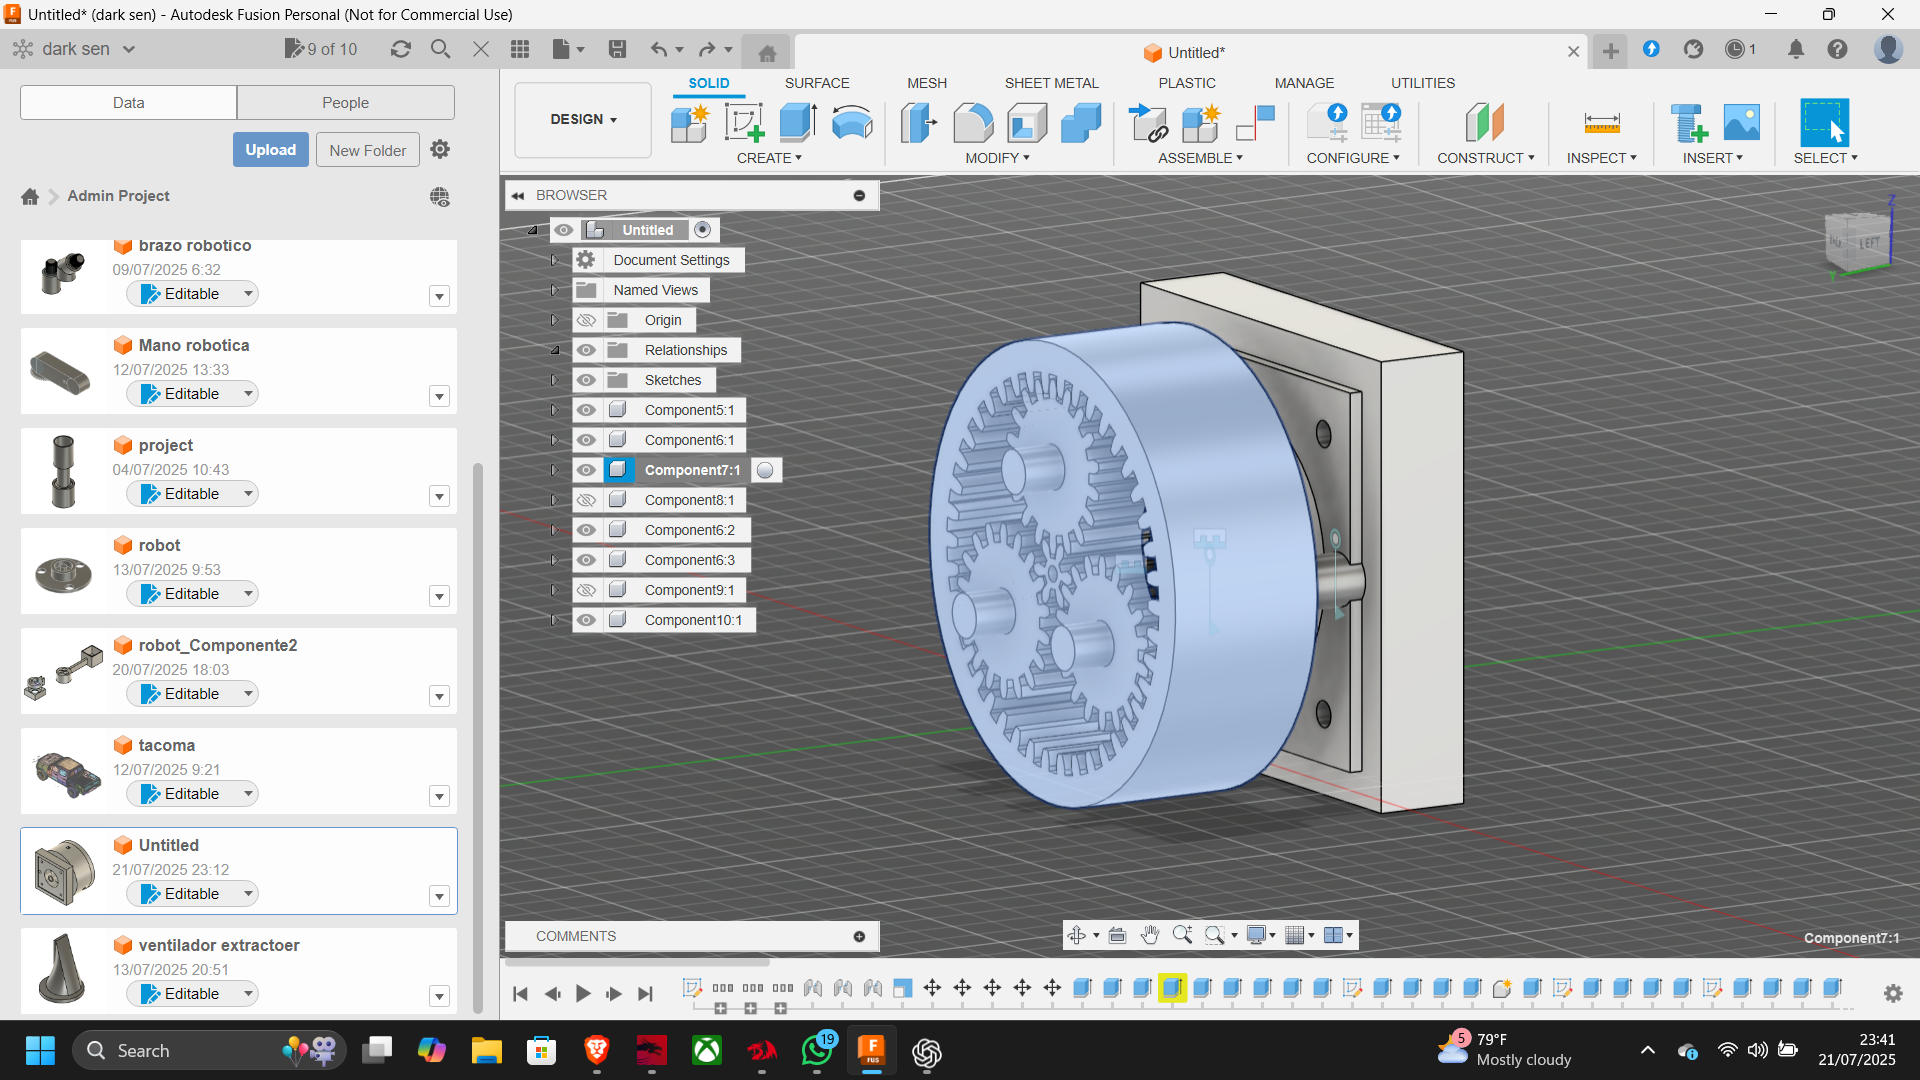 Untitled* (dark sen) - Autodesk Fusion Personal (Not for Commercial Use)
dark sen
9 of 10
Untitled*
1
Data
People
Upload
New Folder
Admin Project
brazo robotico
09/07/2025 6:32
Editable
Mano robotica
12/07/2025 13:33
Editable
project
04/07/2025 10:43
Editable
robot
13/07/2025 9:53
Editable
robot_Componente2
20/07/2025 18:03
Editable
tacoma
12/07/2025 9:21
Editable
Untitled
21/07/2025 23:12
Editable
ventilador extractoer
13/07/2025 20:51
Editable
DESIGN
SOLID
SURFACE
MESH
SHEET METAL
PLASTIC
MANAGE
UTILITIES
CREATE
MODIFY
ASSEMBLE
CONFIGURE
CONSTRUCT
INSPECT
INSERT
SELECT
BROWSER
Untitled
Document Settings
Named Views
Origin
Relationships
Sketches
Component5:1
Component6:1
Component7:1
Component8:1
Component6:2
Component6:3
Component9:1
Component10:1
Z
LEFT
Y
COMMENTS
Component7:1
Search
19
F
FUS
5
79°F
Mostly cloudy
23:41
21/07/2025